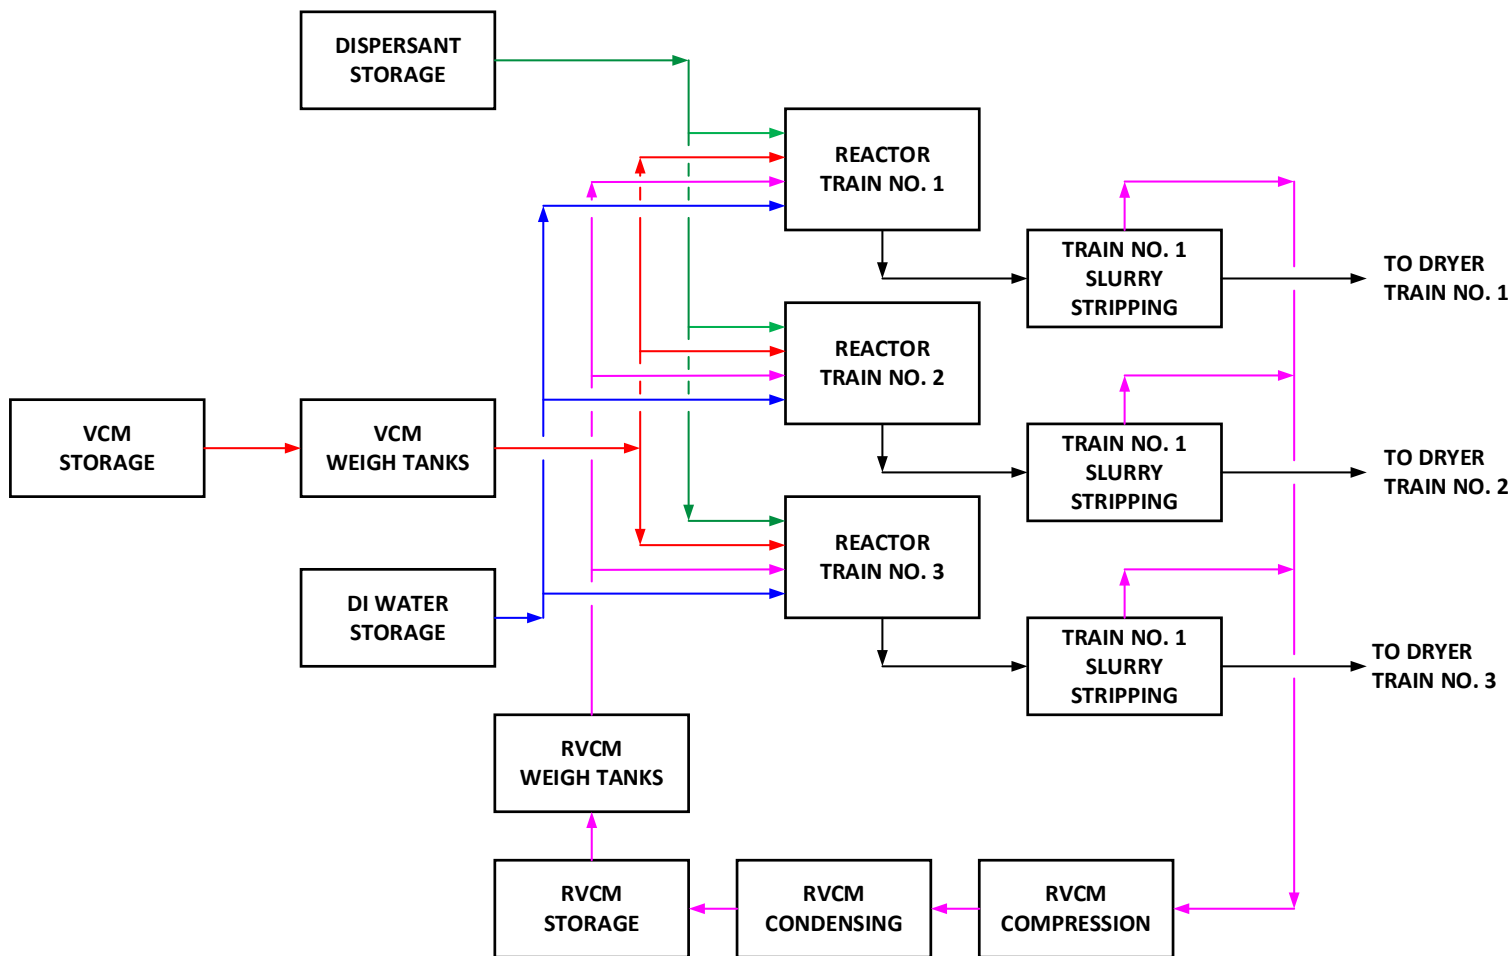 DISPERSANT
STORAGE
REACTOR
TRAIN NO. 1
TRAIN NO. 1
SLURRY
STRIPPING
TO DRYER
TRAIN NO. 1
REACTOR
TRAIN NO. 2
VCM
STORAGE
VCM
WEIGH TANKS
TRAIN NO. 1
SLURRY
STRIPPING
TO DRYER
TRAIN NO. 2
REACTOR
TRAIN NO. 3
DI WATER
STORAGE
TRAIN NO. 1
SLURRY
STRIPPING
TO DRYER
TRAIN NO. 3
RVCM
WEIGH TANKS
RVCM
STORAGE
RVCM
CONDENSING
RVCM
COMPRESSION